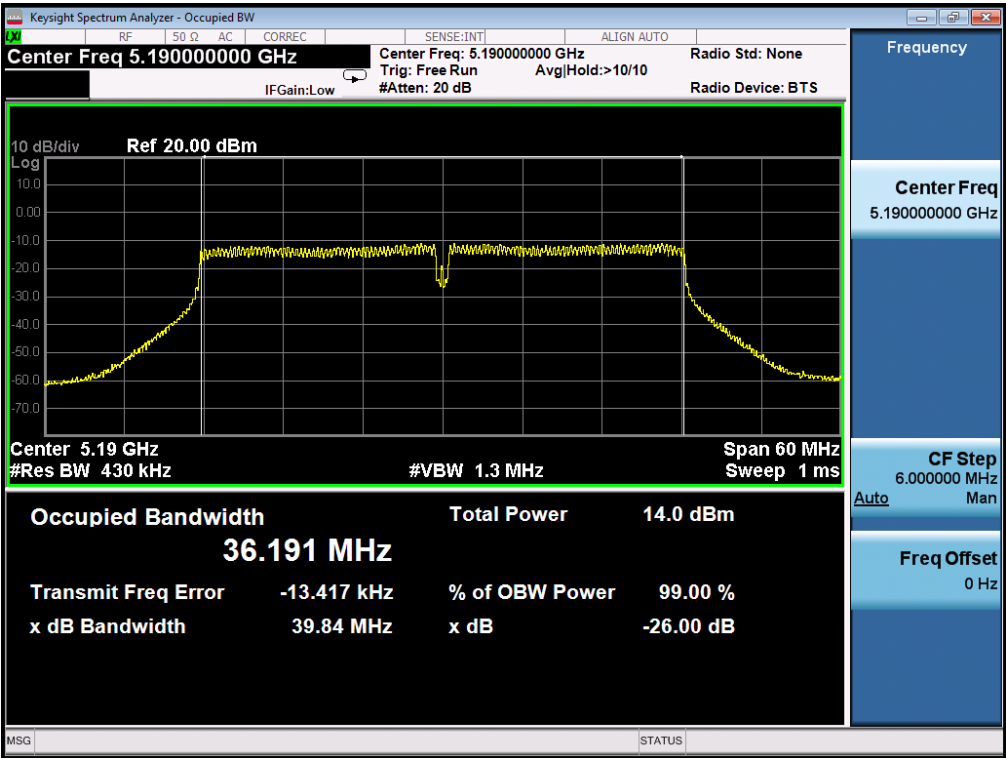 Keysight Spectrum Analyzer - Occupied BW
LXI RF 50 Ω AC CORREC SENSE:INT ALIGN AUTO
Center Freq 5.190000000 GHz
IFGain:Low
Center Freq: 5.190000000 GHz
Trig: Free Run Avg|Hold:>10/10
#Atten: 20 dB
Radio Std: None
Radio Device: BTS
10 dB/div Ref 20.00 dBm
Log
10.0
0.00
-10.0
-20.0
-30.0
-40.0
-50.0
-60.0
-70.0
Center 5.19 GHz Span 60 MHz
#Res BW 430 kHz #VBW 1.3 MHz Sweep 1 ms
Occupied Bandwidth Total Power 14.0 dBm
36.191 MHz
Transmit Freq Error -13.417 kHz % of OBW Power 99.00 %
x dB Bandwidth 39.84 MHz x dB -26.00 dB
Frequency
Center Freq
5.190000000 GHz
CF Step
6.000000 MHz
Auto Man
Freq Offset
0 Hz
MSG STATUS